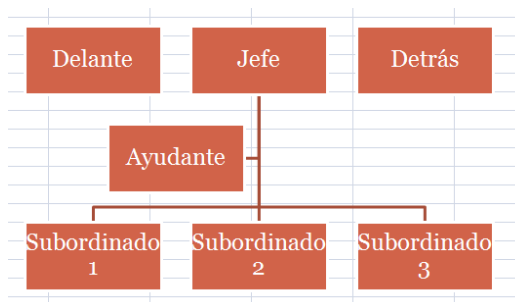 Delante
Jefe
Detrás
Ayudante
Subordinado
1
Subordinado
2
Subordinado
3